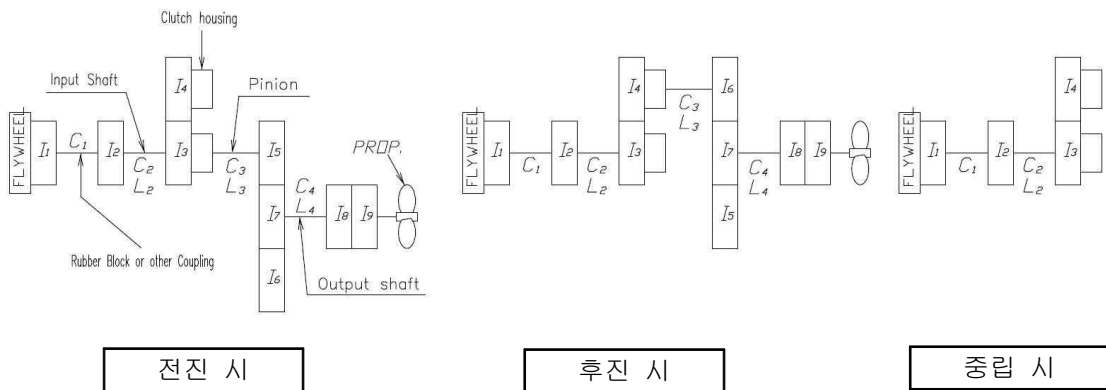 Clutch housing
Input Shaft
Pinion
I4
FLYWHEEL
I1
C1
I2
C2
L2
I3
C3
L3
I5
PROP.
I7
C4
L4
I8
I9
I6
Rubber Block or other Coupling
Output shaft
전진 시
I4
C3
L3
I6
FLYWHEEL
I1
C1
I2
C2
L2
I3
I7
C4
L4
I8
I9
I5
후진 시
I4
FLYWHEEL
I1
C1
I2
C2
L2
I3
중립 시